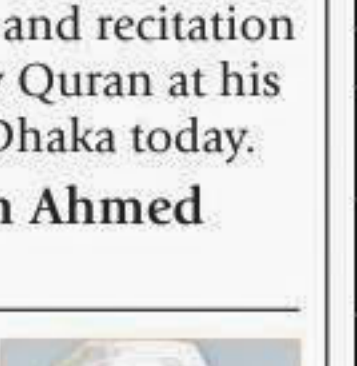 and recitation
Quran at his
Dhaka today.
Ahmed